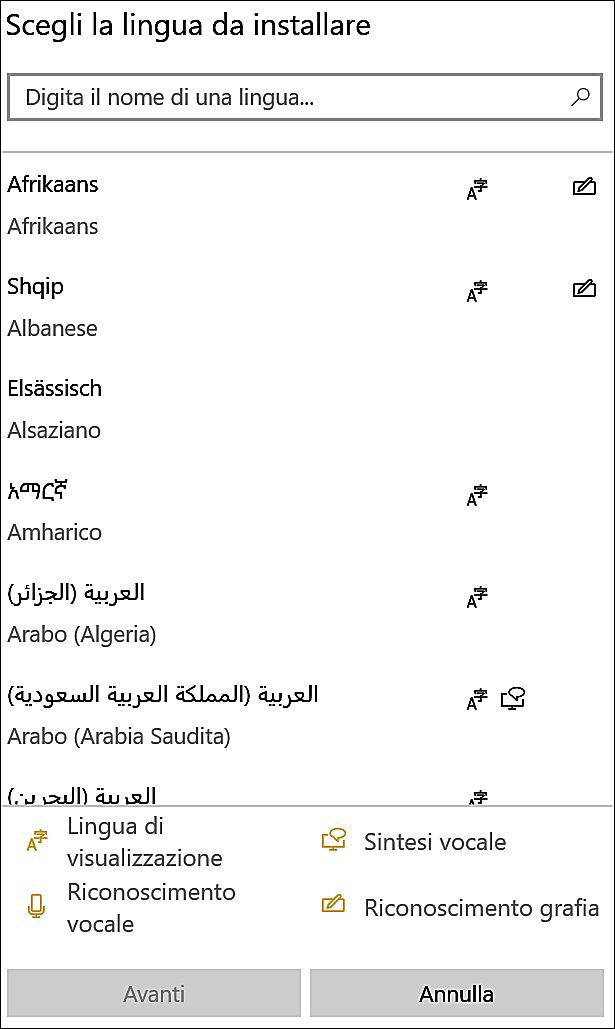 Scegli la lingua da installare
Digita il nome di una lingua...
Afrikaans
Afrikaans
Shqip
Albanese
Elsässisch
Alsaziano
አማርኛ
Amharico
العربية (الجزائر)
Arabo (Algeria)
العربية (المملكة العربية السعودية)
Arabo (Arabia Saudita)
العربية (البحرين)
Lingua di
visualizzazione
Sintesi vocale
Riconoscimento
vocale
Riconoscimento grafia
Avanti
Annulla